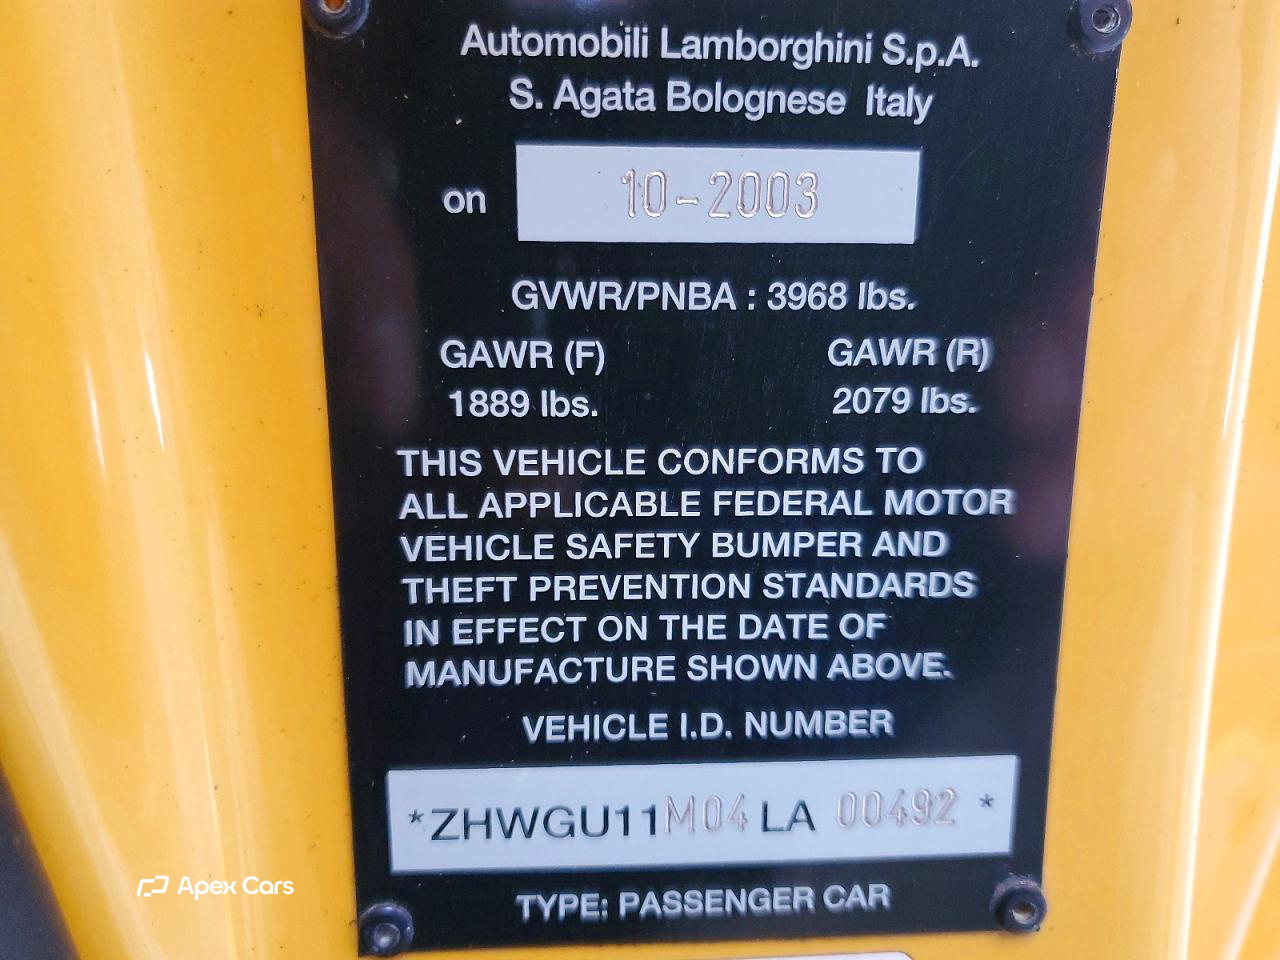 Automobili Lamborghini S.p.A.
S. Agata Bolognese Italy
on 10-2003
GVWR/PNBA : 3968 lbs.
GAWR (F) GAWR (R)
1889 lbs. 2079 lbs.
THIS VEHICLE CONFORMS TO
ALL APPLICABLE FEDERAL MOTOR
VEHICLE SAFETY BUMPER AND
THEFT PREVENTION STANDARDS
IN EFFECT ON THE DATE OF
MANUFACTURE SHOWN ABOVE.
VEHICLE I.D. NUMBER
*ZHWGU11M04LA 00492 *
TYPE: PASSENGER CAR
Apex Cars